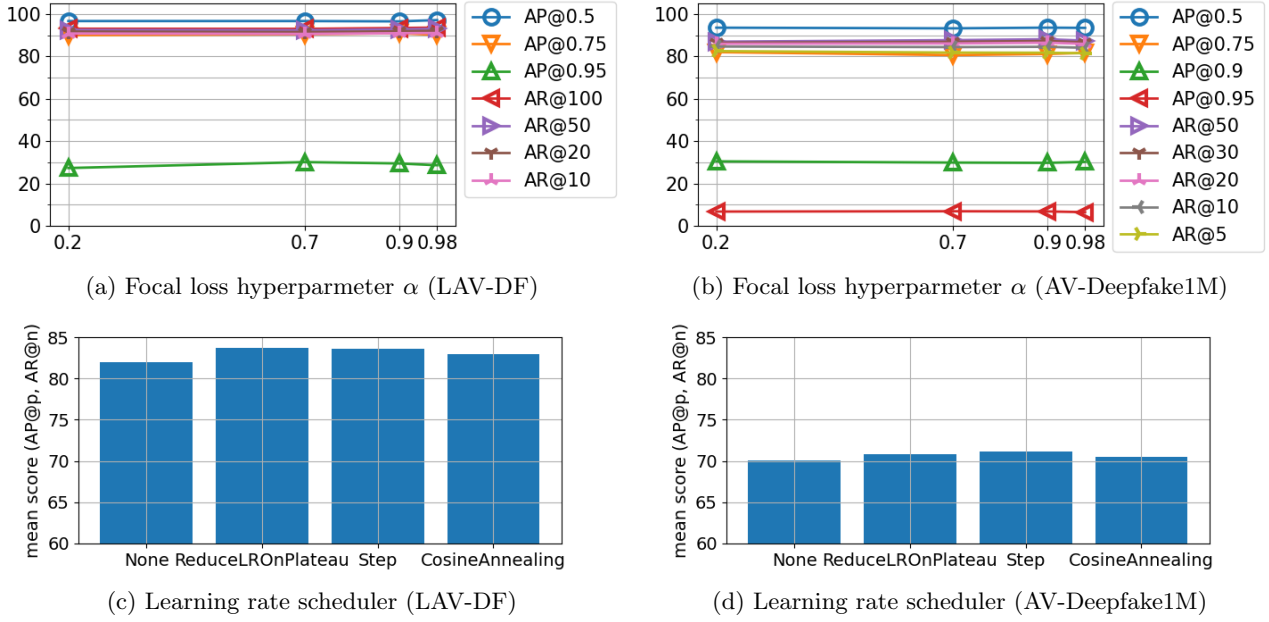 100
80
60
40
20
0
0.2
0.7
0.9
0.98
AP@0.5
AP@0.75
AP@0.95
AR@100
AR@50
AR@20
AR@10
(a) Focal loss hyperparmeter α (LAV-DF)
100
80
60
40
20
0
0.2
0.7
0.9
0.98
AP@0.5
AP@0.75
AP@0.9
AP@0.95
AR@50
AR@30
AR@20
AR@10
AR@5
(b) Focal loss hyperparmeter α (AV-Deepfake1M)
mean score (AP@p, AR@n)
85
80
75
70
65
60
None
ReduceLROnPlateau
Step
CosineAnnealing
(c) Learning rate scheduler (LAV-DF)
mean score (AP@p, AR@n)
85
80
75
70
65
60
None
ReduceLROnPlateau
Step
CosineAnnealing
(d) Learning rate scheduler (AV-Deepfake1M)